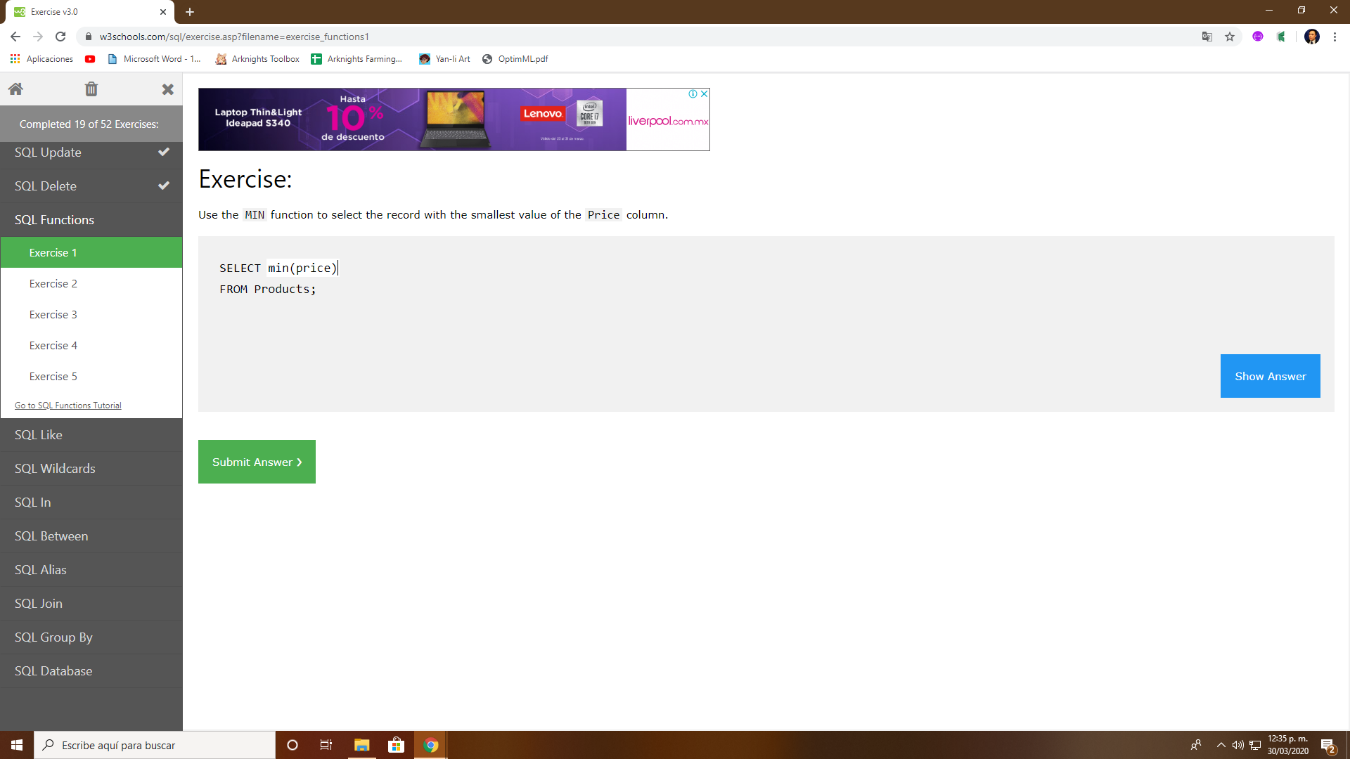 Exercise v3.0
w3schools.com/sql/exercise.asp?filename=exercise_functions1
Aplicaciones
Microsoft Word - 1...
Arknights Toolbox
Arknights Farming...
Yan-li Art
OptimML.pdf
Completed 19 of 52 Exercises:
SQL Update
SQL Delete
SQL Functions
Exercise 1
Exercise 2
Exercise 3
Exercise 4
Exercise 5
Go to SQL Functions Tutorial
SQL Like
SQL Wildcards
SQL In
SQL Between
SQL Alias
SQL Join
SQL Group By
SQL Database
Laptop Thin&Light
Ideapad S340
Hasta
10%
de descuento
Lenovo
intel
CORE i7
liverpool.com.mx
Exercise:
Use the MIN function to select the record with the smallest value of the Price column.
SELECT min(price)
FROM Products;
Show Answer
Submit Answer ❯
Escribe aquí para buscar
12:35 p. m.
30/03/2020
2